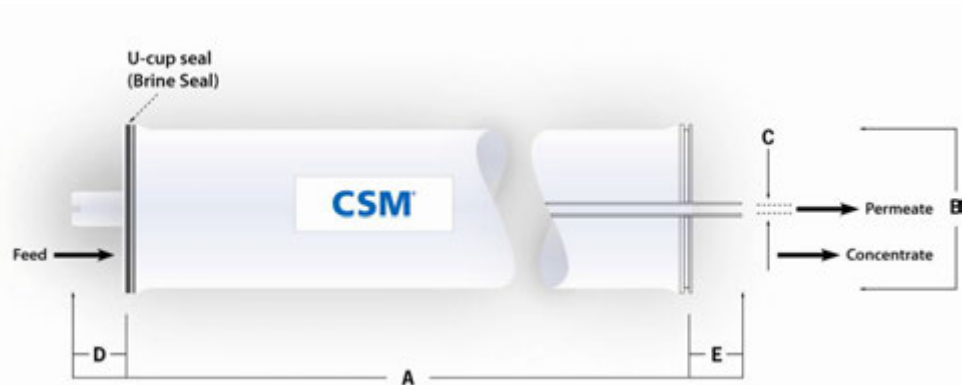 U-cup seal
(Brine Seal)
CSM
C
Permeate
B
Feed
Concentrate
D
E
A